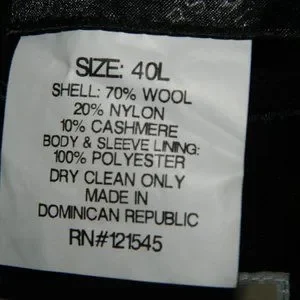 SIZE: 40L
SHELL: 70% WOOL
20% NYLON
10% CASHMERE
BODY & SLEEVE LINING:
100% POLYESTER
DRY CLEAN ONLY
MADE IN
DOMINICAN REPUBLIC
RN#121545